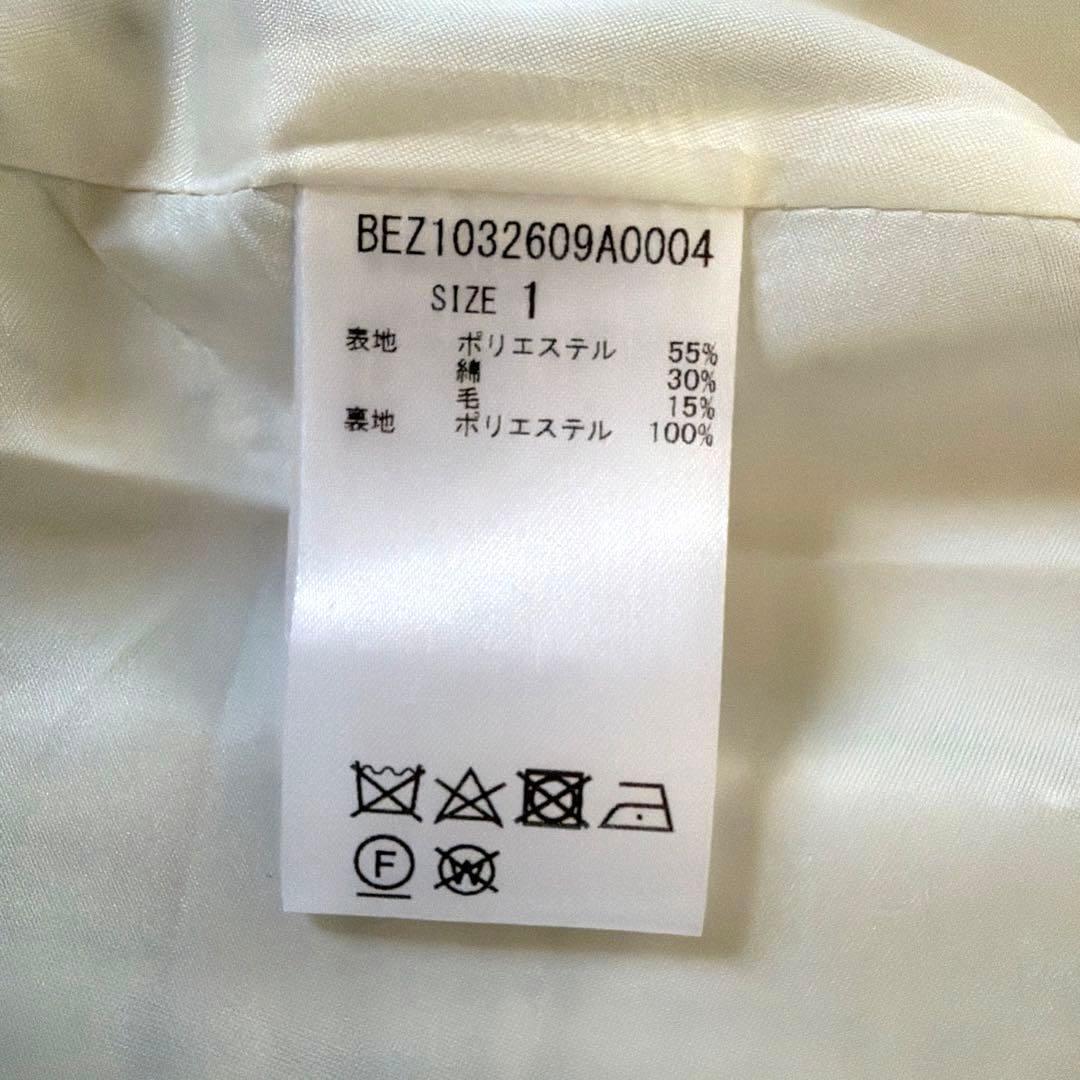 BEZ1032609A0004
SIZE 1
表地 ポリエステル 55%
綿 30%
毛 15%
裏地 ポリエステル 100%
F W